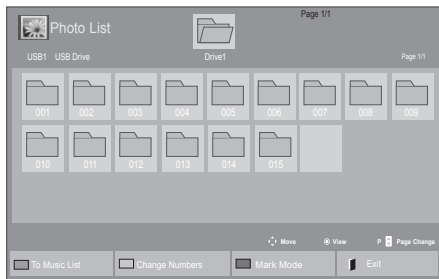 Photo List
Page 1/1
USB1 USB Drive
Drive1
Page 1/1
001 002 003 004 005 006 007 008 009
010 011 012 013 014 015
Move View P Page Change
To Music List Change Numbers Mark Mode Exit